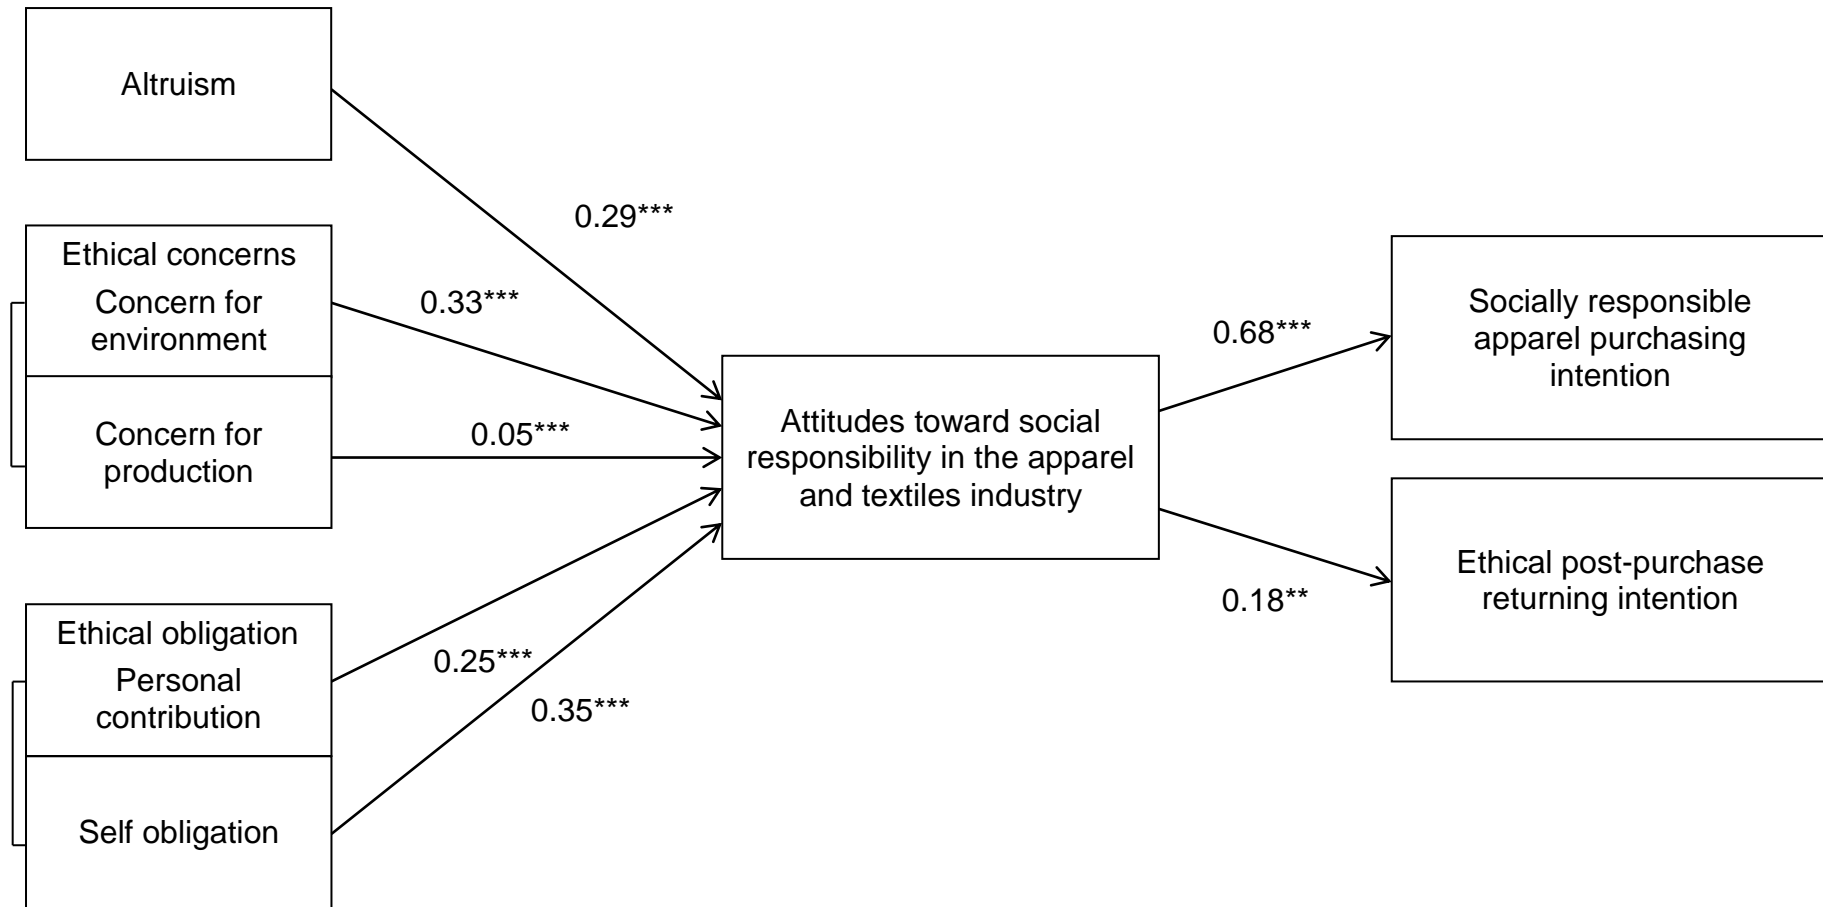 Altruism
0.29***
Ethical concerns
Concern for
environment
0.33***
Concern for
production
0.05***
Ethical obligation
Personal
contribution
0.25***
Self obligation
0.35***
Attitudes toward social
responsibility in the apparel
and textiles industry
0.68***
Socially responsible
apparel purchasing
intention
0.18**
Ethical post-purchase
returning intention